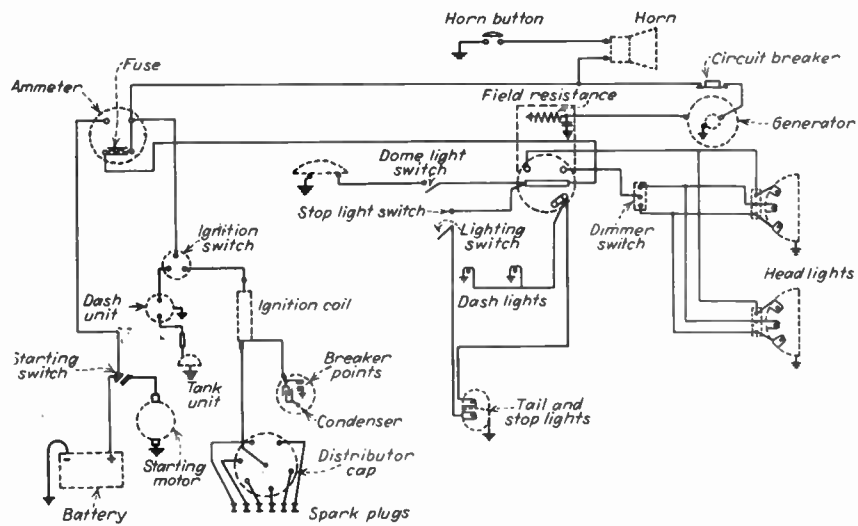 Horn button
Horn
Fuse
Circuit breaker
Ammeter
Field resistance
Generator
Dome light
switch
Stop light switch
Lighting
switch
Dimmer
switch
Ignition
switch
Head lights
Dash
unit
Ignition coil
Dash lights
Starting
switch
Tank
unit
Breaker
points
Condenser
Tail and
stop lights
Starting
motor
Distributor
cap
Battery
Spark plugs